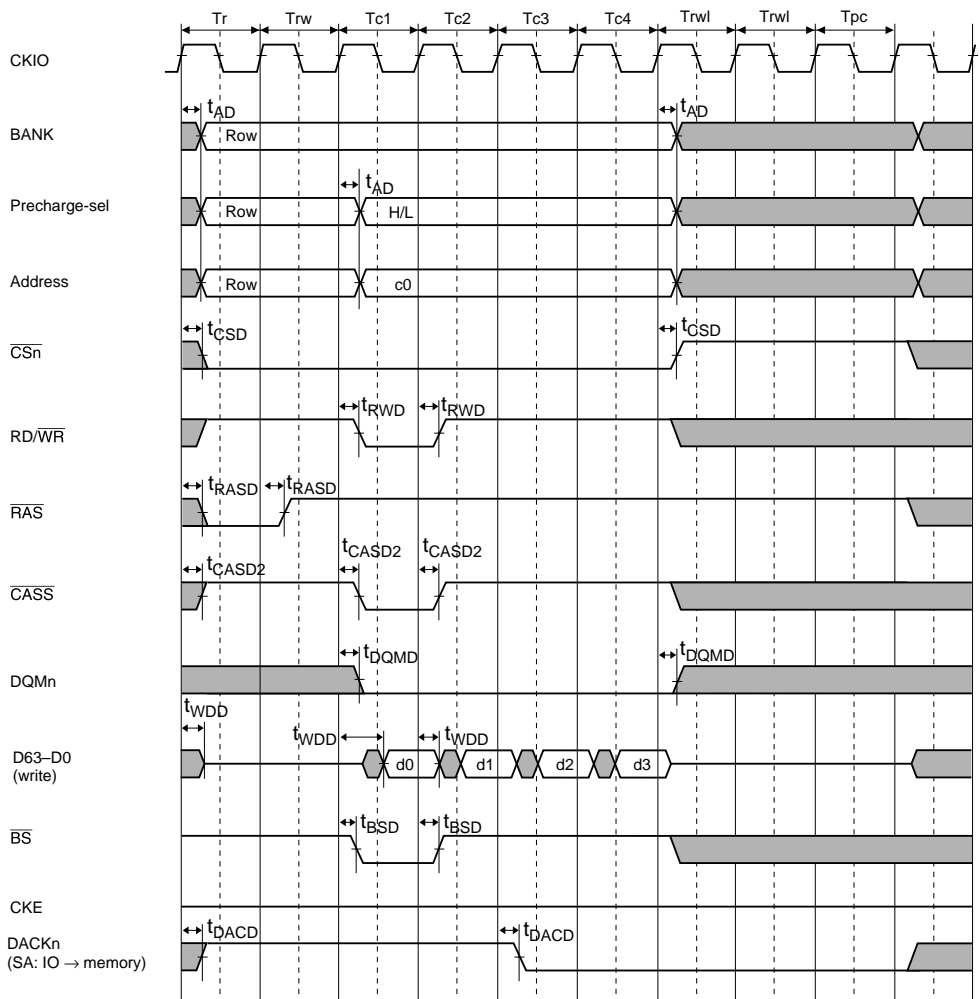 Tr Trw Tc1 Tc2 Tc3 Tc4 Trwl Trwl Tpc
CKIO
tAD tAD
BANK
Row
tAD
Precharge-sel
Row H/L
Address
Row c0
tCSD tCSD
CSn
tRWD tRWD
RD/WR
tRASD tRASD
RAS
tCASD2 tCASD2 tCASD2
CASS
tDQMD tDQMD
DQMn
tWDD tWDD tWDD
D63–D0
(write)
d0 d1 d2 d3
tBSD tBSD
BS
CKE
tDACD tDACD
DACKn
(SA: IO → memory)